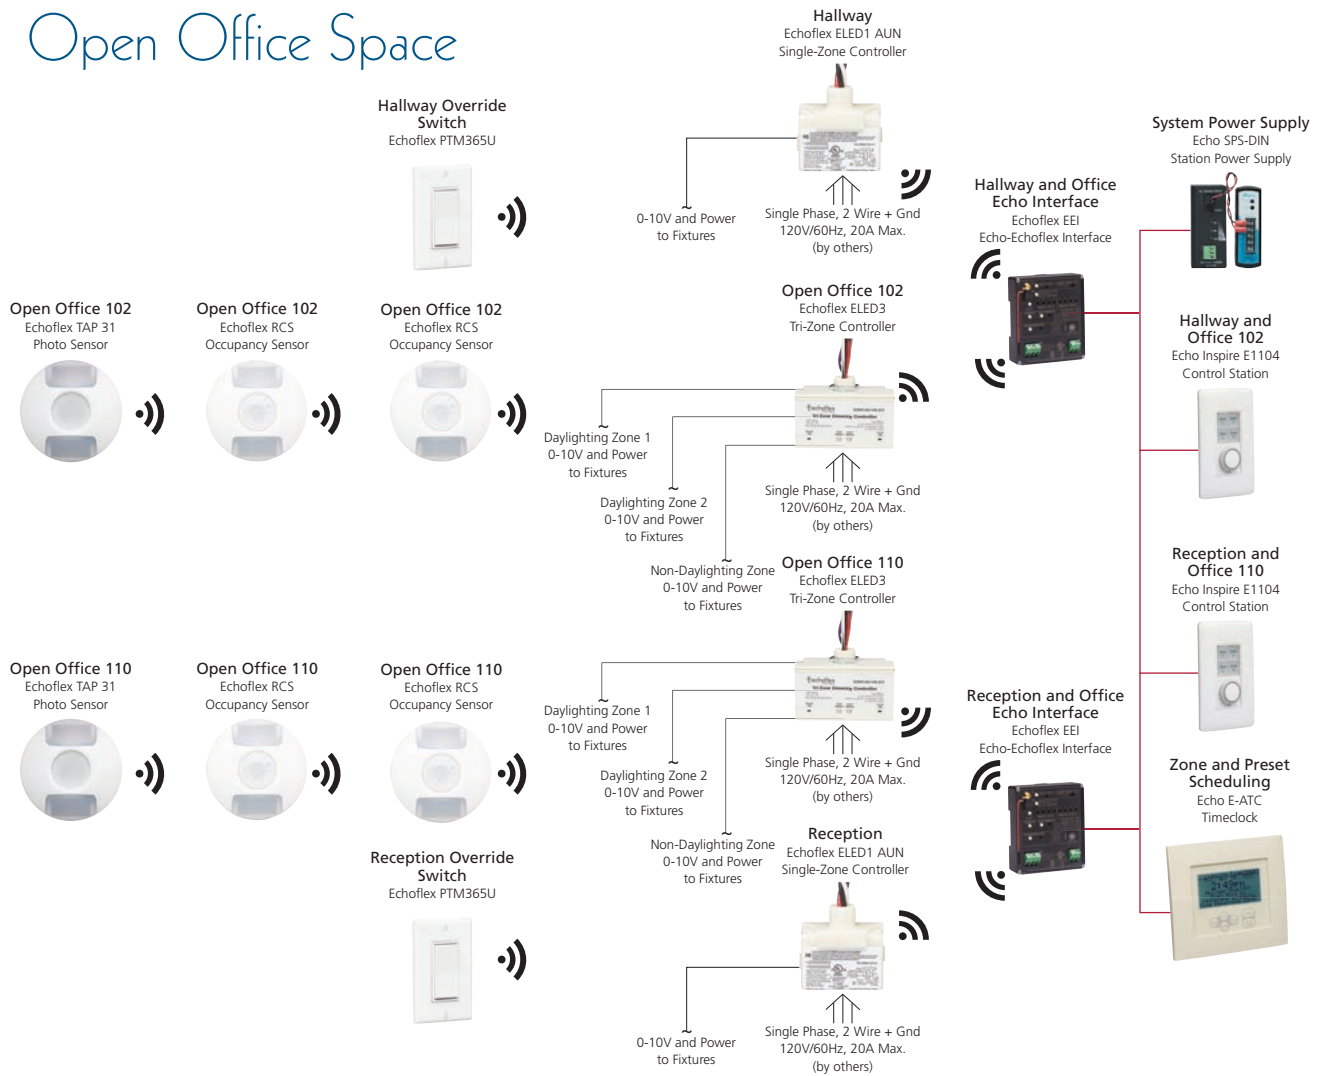 Open Office Space
Hallway
Echoflex ELED1 AUN
Single-Zone Controller
Hallway Override
Switch
Echoflex PTM365U
0-10V and Power
to Fixtures
Single Phase, 2 Wire + Gnd
120V/60Hz, 20A Max.
(by others)
Hallway and Office
Echo Interface
Echoflex EEI
Echo-Echoflex Interface
System Power Supply
Echo SPS-DIN
Station Power Supply
Open Office 102
Echoflex TAP 31
Photo Sensor
Open Office 102
Echoflex RCS
Occupancy Sensor
Open Office 102
Echoflex RCS
Occupancy Sensor
Open Office 102
Echoflex ELED3
Tri-Zone Controller
echoflex
Tri-Zone Dimming Controller
Daylighting Zone 1
0-10V and Power
to Fixtures
Daylighting Zone 2
0-10V and Power
to Fixtures
Non-Daylighting Zone
0-10V and Power
to Fixtures
Single Phase, 2 Wire + Gnd
120V/60Hz, 20A Max.
(by others)
Hallway and
Office 102
Echo Inspire E1104
Control Station
Reception and
Office 110
Echo Inspire E1104
Control Station
Open Office 110
Echoflex TAP 31
Photo Sensor
Open Office 110
Echoflex RCS
Occupancy Sensor
Open Office 110
Echoflex RCS
Occupancy Sensor
Open Office 110
Echoflex ELED3
Tri-Zone Controller
echoflex
Tri-Zone Dimming Controller
Daylighting Zone 1
0-10V and Power
to Fixtures
Daylighting Zone 2
0-10V and Power
to Fixtures
Non-Daylighting Zone
0-10V and Power
to Fixtures
Single Phase, 2 Wire + Gnd
120V/60Hz, 20A Max.
(by others)
Reception and Office
Echo Interface
Echoflex EEI
Echo-Echoflex Interface
Zone and Preset
Scheduling
Echo E-ATC
Timeclock
Reception Override
Switch
Echoflex PTM365U
Reception
Echoflex ELED1 AUN
Single-Zone Controller
0-10V and Power
to Fixtures
Single Phase, 2 Wire + Gnd
120V/60Hz, 20A Max.
(by others)